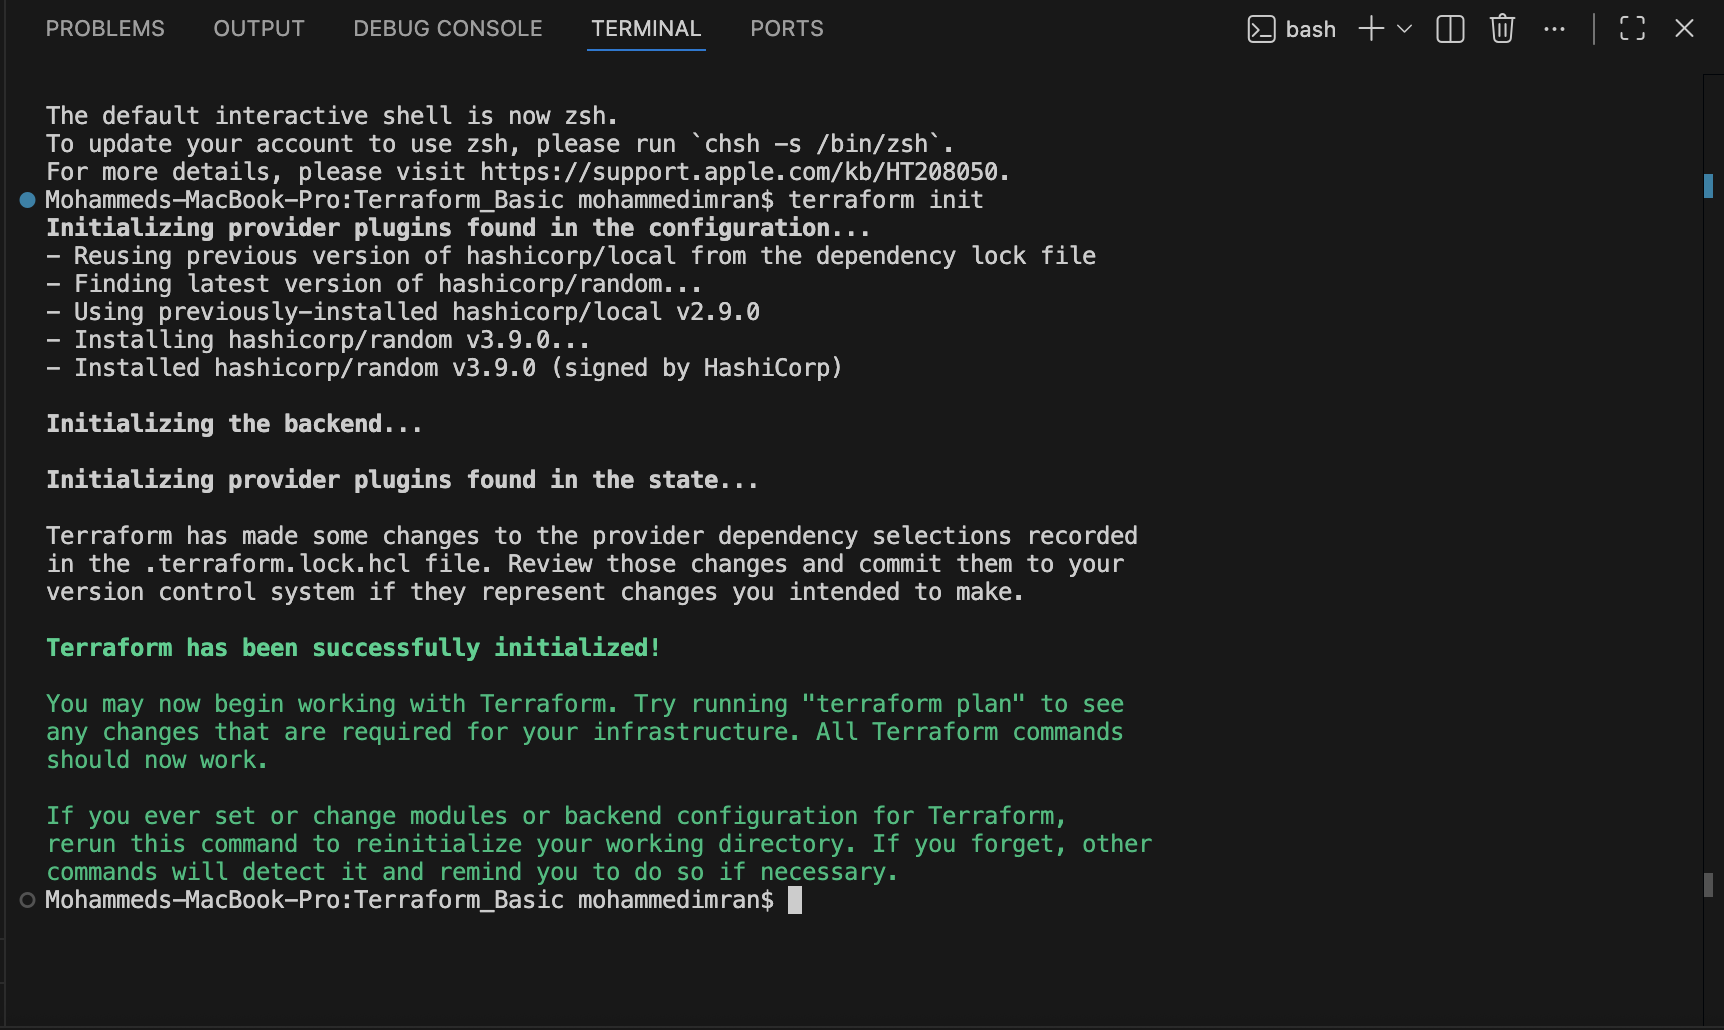 PROBLEMS OUTPUT DEBUG CONSOLE TERMINAL PORTS bash
The default interactive shell is now zsh.
To update your account to use zsh, please run `chsh -s /bin/zsh`.
For more details, please visit https://support.apple.com/kb/HT208050.
Mohammeds-MacBook-Pro:Terraform_Basic mohammedimran$ terraform init
Initializing provider plugins found in the configuration...
- Reusing previous version of hashicorp/local from the dependency lock file
- Finding latest version of hashicorp/random...
- Using previously-installed hashicorp/local v2.9.0
- Installing hashicorp/random v3.9.0...
- Installed hashicorp/random v3.9.0 (signed by HashiCorp)
Initializing the backend...
Initializing provider plugins found in the state...
Terraform has made some changes to the provider dependency selections recorded
in the .terraform.lock.hcl file. Review those changes and commit them to your
version control system if they represent changes you intended to make.
Terraform has been successfully initialized!
You may now begin working with Terraform. Try running "terraform plan" to see
any changes that are required for your infrastructure. All Terraform commands
should now work.
If you ever set or change modules or backend configuration for Terraform,
rerun this command to reinitialize your working directory. If you forget, other
commands will detect it and remind you to do so if necessary.
Mohammeds-MacBook-Pro:Terraform_Basic mohammedimran$